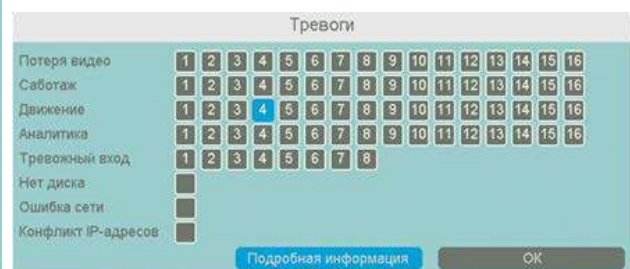 Тревоги
Потеря видео 1 2 3 4 5 6 7 8 9 10 11 12 13 14 15 16
Саботаж 1 2 3 4 5 6 7 8 9 10 11 12 13 14 15 16
Движение 1 2 3 4 5 6 7 8 9 10 11 12 13 14 15 16
Аналитика 1 2 3 4 5 6 7 8 9 10 11 12 13 14 15 16
Тревожный вход 1 2 3 4 5 6 7 8
Нет диска
Ошибка сети
Конфликт IP-адресов
Подробная информация ОК